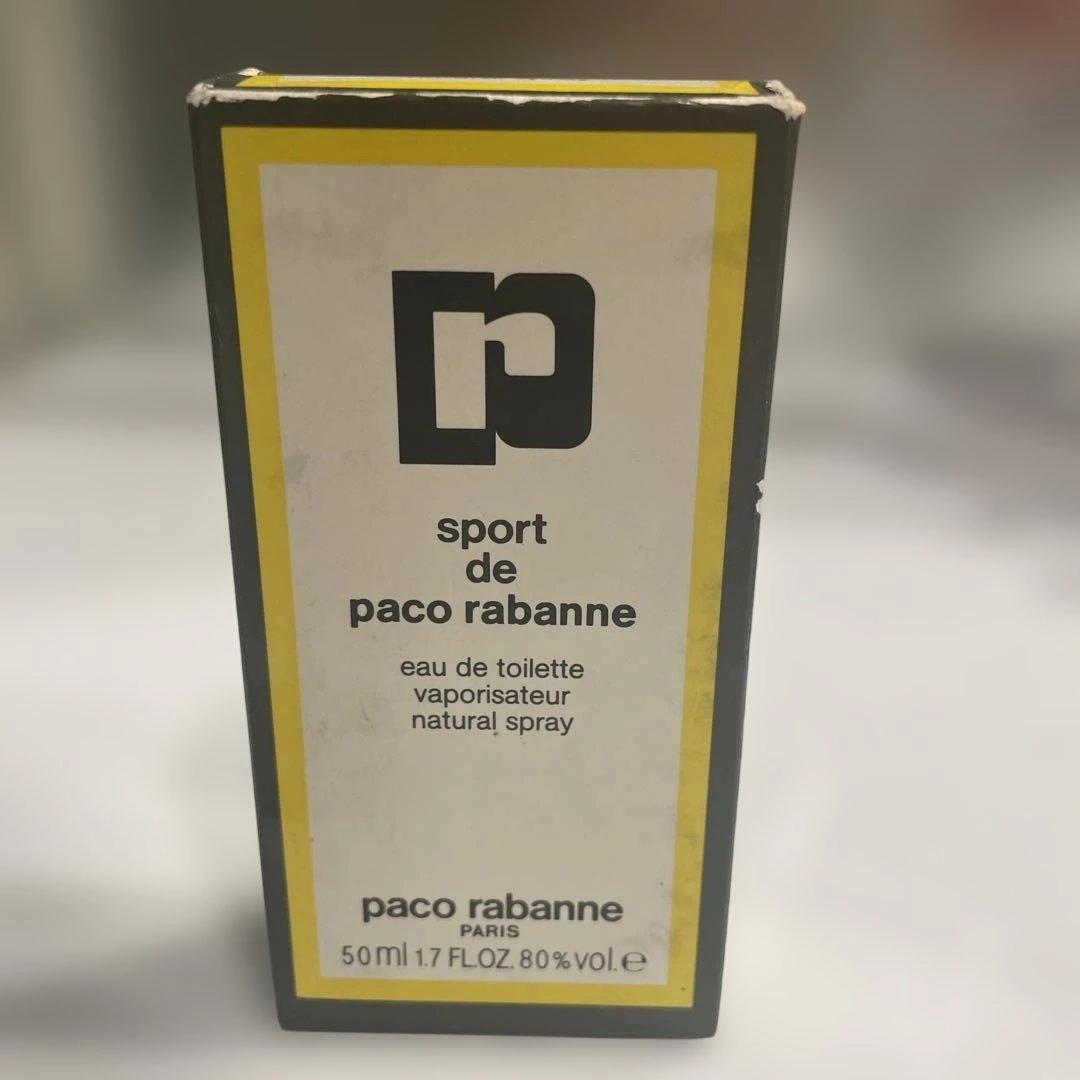 sport
de
paco rabanne
eau de toilette
vaporisateur
natural spray
paco rabanne
PARIS
50ml 1.7 FL.OZ. 80%vol.℮